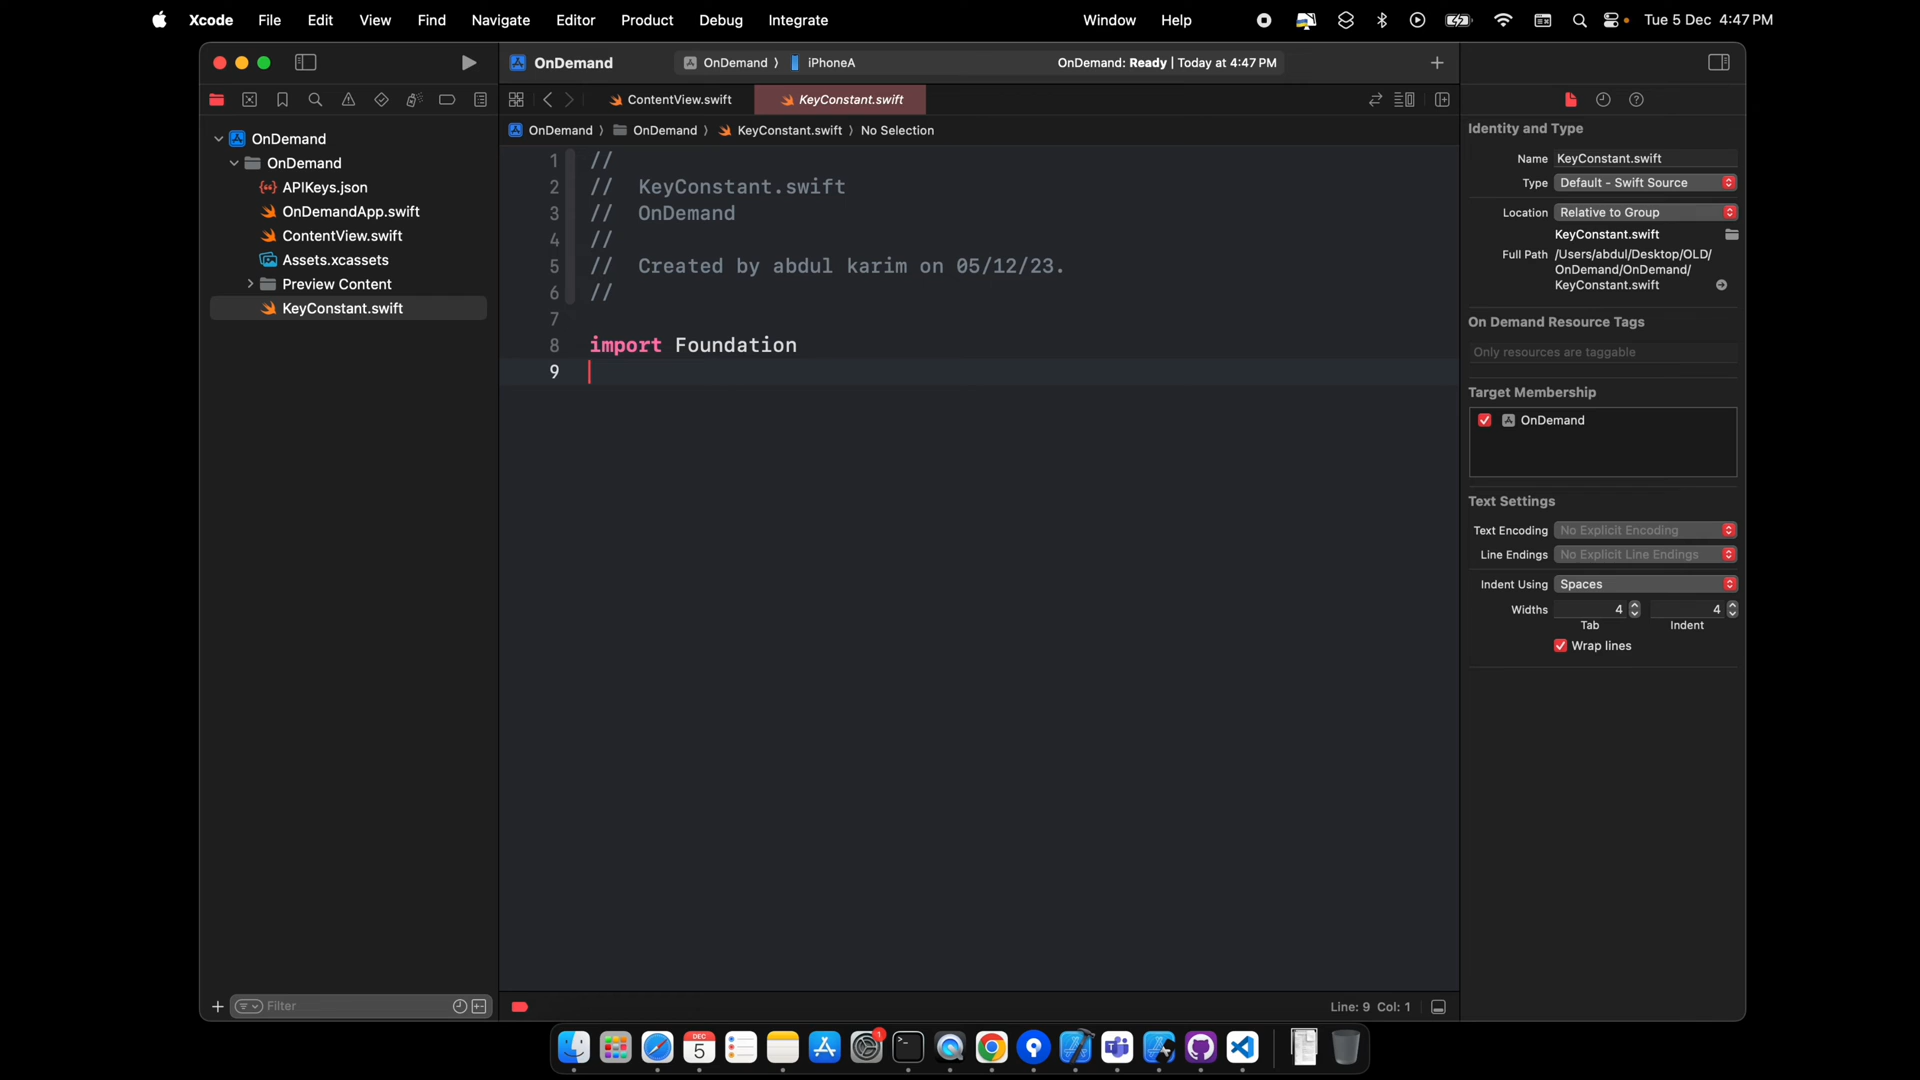 Xcode File Edit View Find Navigate Editor Product Debug Integrate Window Help Tue 5 Dec 4:47 PM
OnDemand OnDemand ⟩ iPhoneA OnDemand: Ready | Today at 4:47 PM
ContentView.swift KeyConstant.swift
OnDemand ⟩ OnDemand ⟩ KeyConstant.swift ⟩ No Selection
OnDemand
OnDemand
APIKeys.json
OnDemandApp.swift
ContentView.swift
Assets.xcassets
Preview Content
KeyConstant.swift
Filter
1 //
2 // KeyConstant.swift
3 // OnDemand
4 //
5 // Created by abdul karim on 05/12/23.
6 //
7
8 import Foundation
9
Line: 9 Col: 1
Identity and Type
Name KeyConstant.swift
Type Default - Swift Source
Location Relative to Group
KeyConstant.swift
Full Path /Users/abdul/Desktop/OLD/
OnDemand/OnDemand/
KeyConstant.swift
On Demand Resource Tags
Only resources are taggable
Target Membership
OnDemand
Text Settings
Text Encoding No Explicit Encoding
Line Endings No Explicit Line Endings
Indent Using Spaces
Widths 4 4
Tab Indent
Wrap lines
DEC
5
1